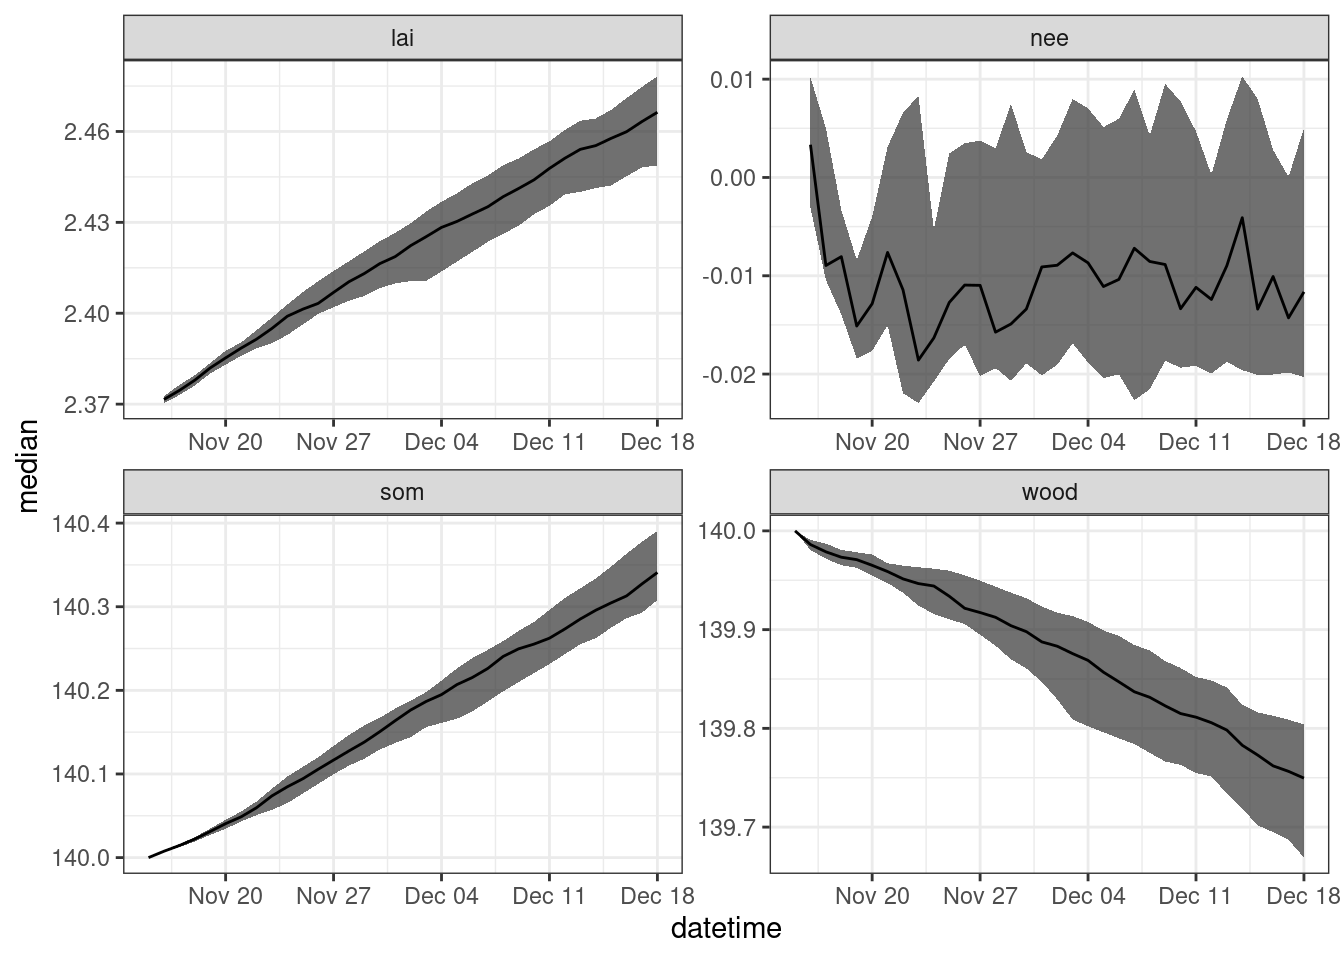 lai
nee
2.46
2.43
2.40
2.37
0.01
0.00
-0.01
-0.02
Nov 20 Nov 27 Dec 04 Dec 11 Dec 18
Nov 20 Nov 27 Dec 04 Dec 11 Dec 18
median
som
wood
140.4
140.3
140.2
140.1
140.0
140.0
139.9
139.8
139.7
Nov 20 Nov 27 Dec 04 Dec 11 Dec 18
Nov 20 Nov 27 Dec 04 Dec 11 Dec 18
datetime